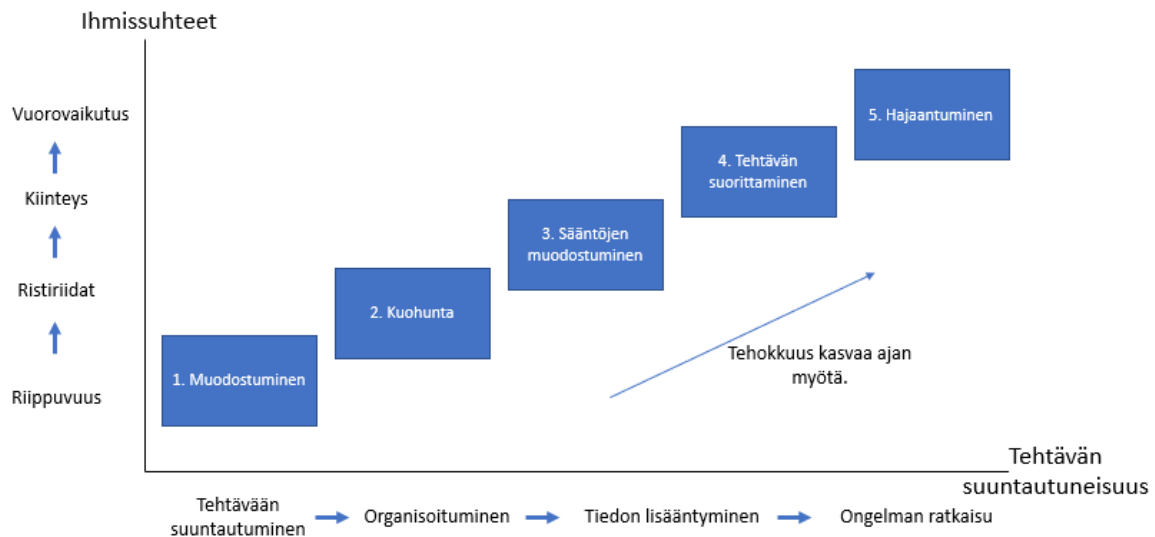 Ihmissuhteet
Vuorovaikutus
Kiinteys
Ristiriidat
Riippuvuus
5. Hajaantuminen
4. Tehtävän
suorittaminen
3. Sääntöjen
muodostuminen
2. Kuohunta
1. Muodostuminen
Tehokkuus kasvaa ajan
myötä.
Tehtävän
suuntautuneisuus
Tehtävään
suuntautuminen
Organisoituminen
Tiedon lisääntyminen
Ongelman ratkaisu